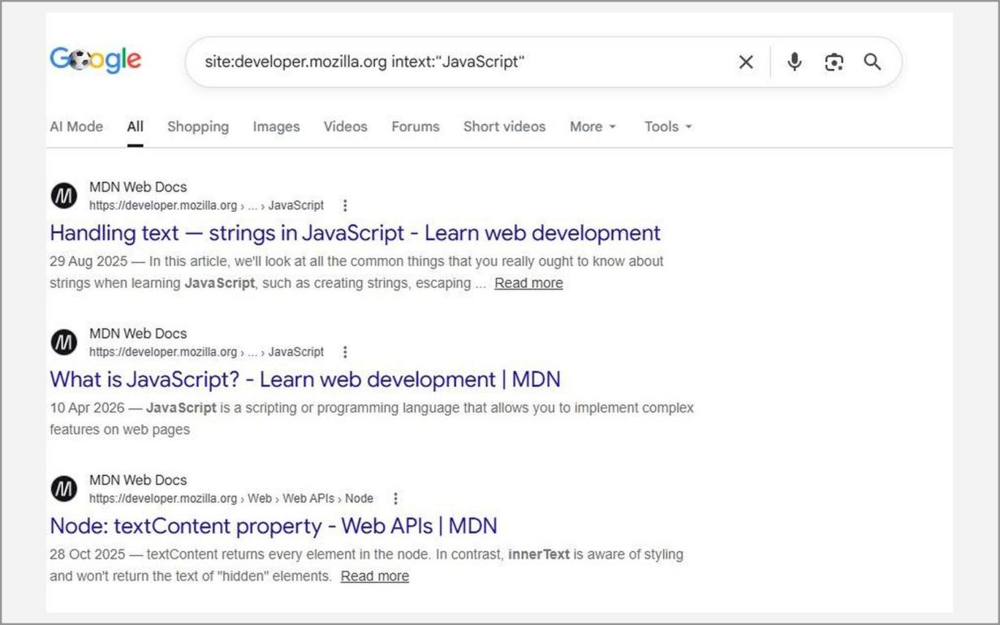 Google
site:developer.mozilla.org intext:"JavaScript"
AI Mode All Shopping Images Videos Forums Short videos More Tools
MDN Web Docs
https://developer.mozilla.org › ... › JavaScript
Handling text — strings in JavaScript - Learn web development
29 Aug 2025 — In this article, we'll look at all the common things that you really ought to know about
strings when learning JavaScript, such as creating strings, escaping ... Read more
MDN Web Docs
https://developer.mozilla.org › ... › JavaScript
What is JavaScript? - Learn web development | MDN
10 Apr 2026 — JavaScript is a scripting or programming language that allows you to implement complex
features on web pages
MDN Web Docs
https://developer.mozilla.org › Web › Web APIs › Node
Node: textContent property - Web APIs | MDN
28 Oct 2025 — textContent returns every element in the node. In contrast, innerText is aware of styling
and won't return the text of "hidden" elements. Read more